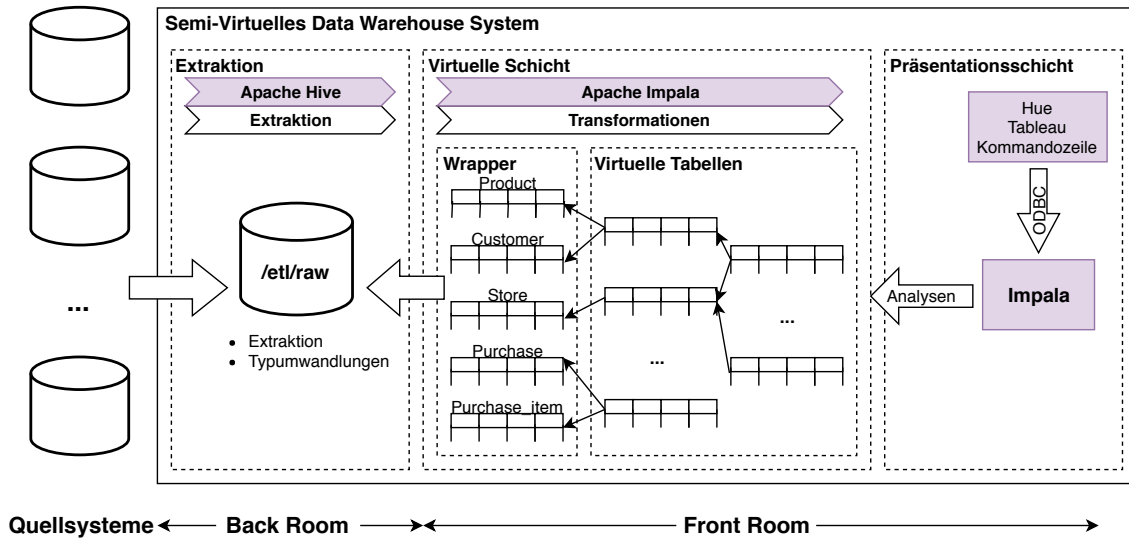 Semi-Virtuelles Data Warehouse System
Extraktion
Apache Hive
Extraktion
/etl/raw
• Extraktion
• Typumwandlungen
...
Virtuelle Schicht
Apache Impala
Transformationen
Wrapper
Product
Customer
Store
Purchase
Purchase_item
Virtuelle Tabellen
...
...
Präsentationsschicht
Hue
Tableau
Kommandozeile
ODBC
Impala
Analysen
Quellsysteme
Back Room
Front Room